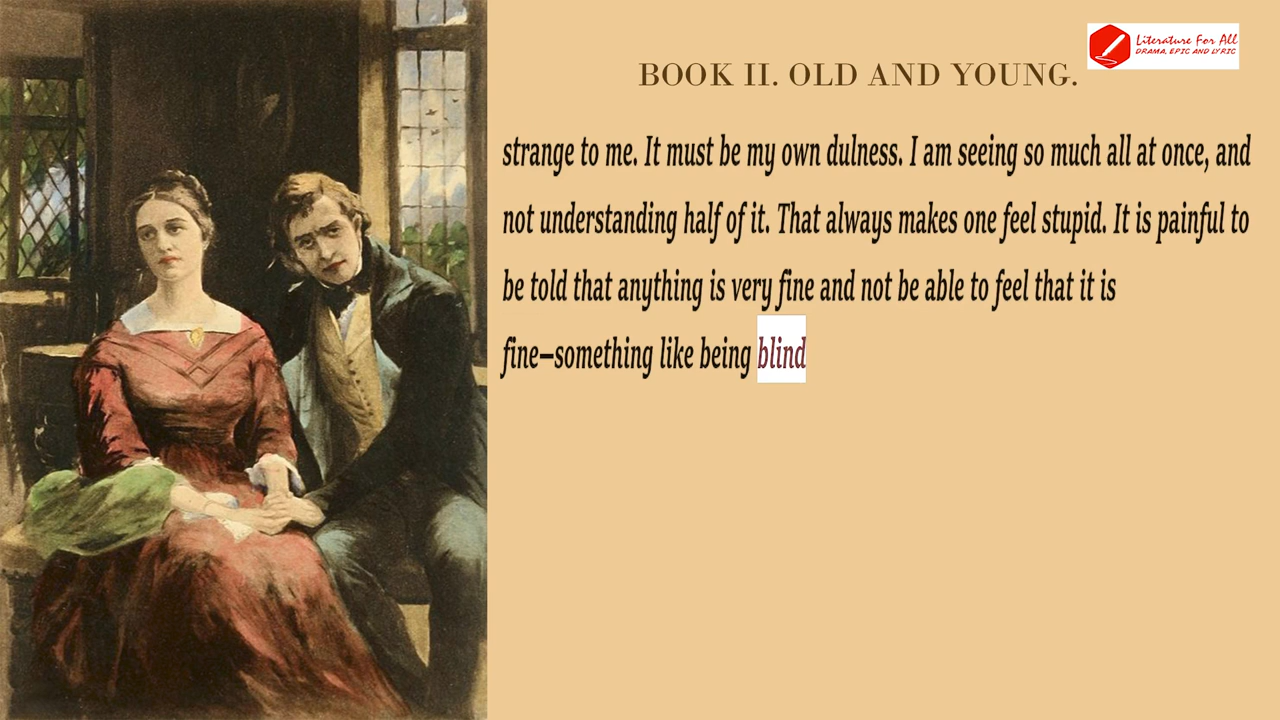 Literature For All
DRAMA, EPIC AND LYRIC
BOOK II. OLD AND YOUNG.
strange to me. It must be my own dulness. I am seeing so much all at once, and
not understanding half of it. That always makes one feel stupid. It is painful to
be told that anything is very fine and not be able to feel that it is
fine—something like being blind